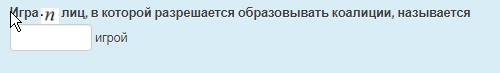 Игра n лиц, в которой разрешается образовывать коалиции, называется
игрой